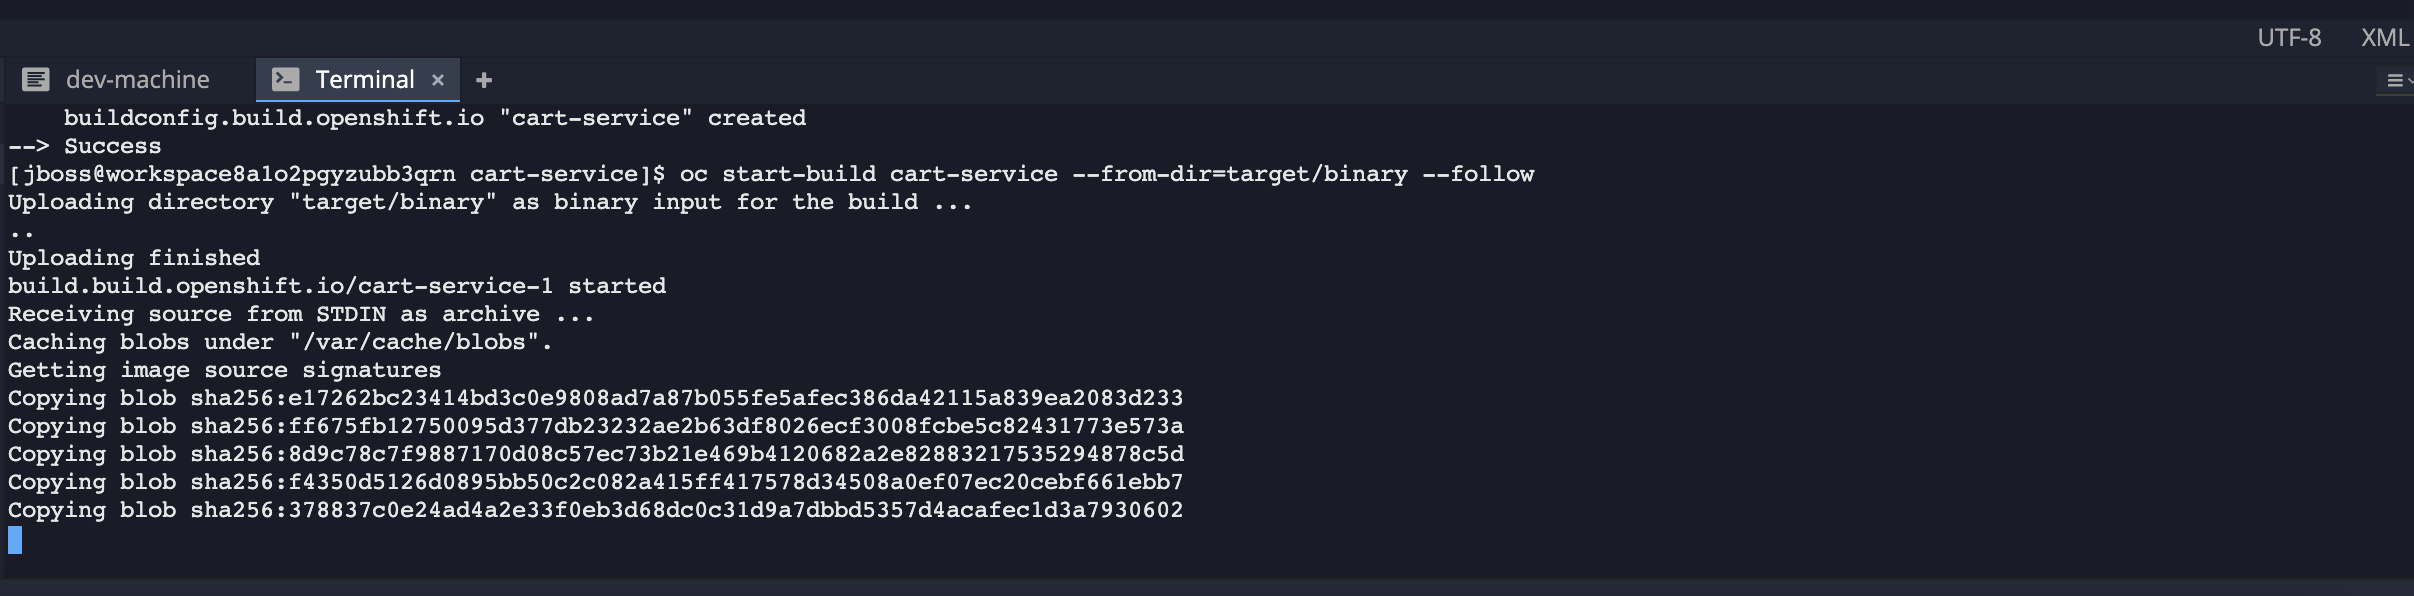 UTF-8 XML
dev-machine Terminal × +
buildconfig.build.openshift.io "cart-service" created
--> Success
[jboss@workspace8a1o2pgyzubb3qrn cart-service]$ oc start-build cart-service --from-dir=target/binary --follow
Uploading directory "target/binary" as binary input for the build ...
..
Uploading finished
build.build.openshift.io/cart-service-1 started
Receiving source from STDIN as archive ...
Caching blobs under "/var/cache/blobs".
Getting image source signatures
Copying blob sha256:e17262bc23414bd3c0e9808ad7a87b055fe5afec386da42115a839ea2083d233
Copying blob sha256:ff675fb12750095d377db23232ae2b63df8026ecf3008fcbe5c82431773e573a
Copying blob sha256:8d9c78c7f9887170d08c57ec73b21e469b4120682a2e82883217535294878c5d
Copying blob sha256:f4350d5126d0895bb50c2c082a415ff417578d34508a0ef07ec20cebf661ebb7
Copying blob sha256:378837c0e24ad4a2e33f0eb3d68dc0c31d9a7dbbd5357d4acafec1d3a7930602